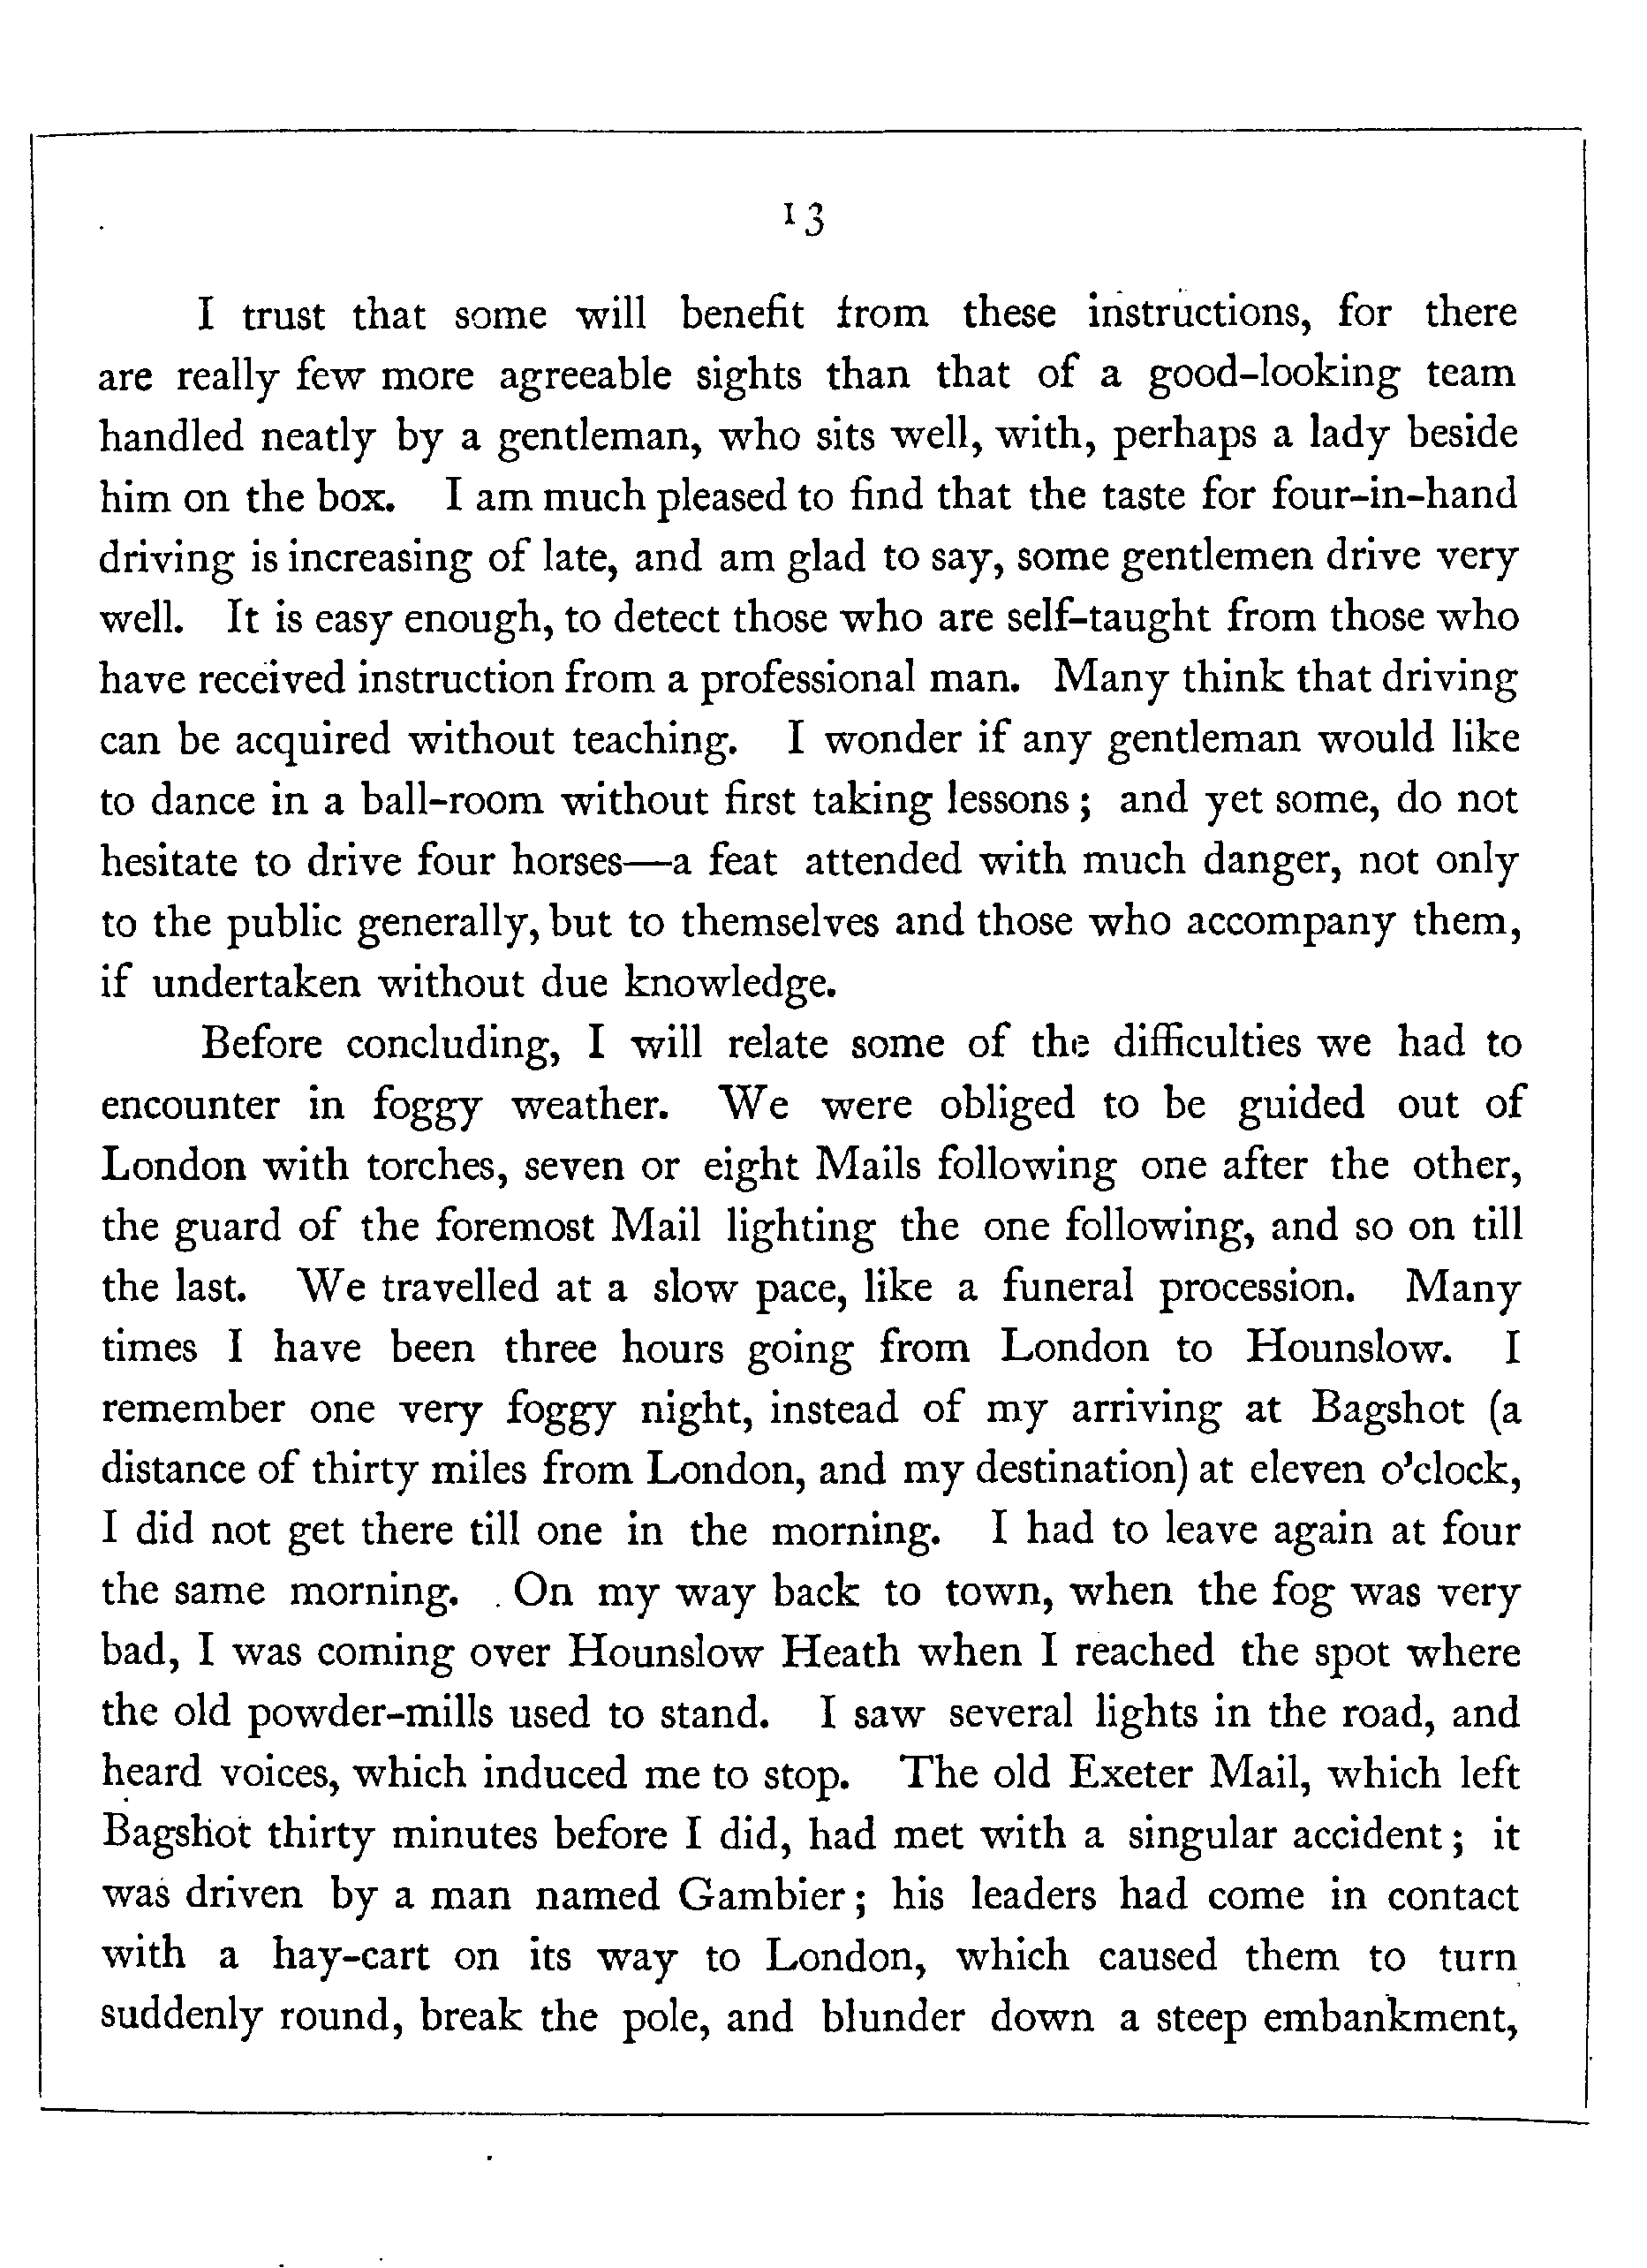 13
I trust that some will benefit from these instructions, for there
are really few more agreeable sights than that of a good-looking team
handled neatly by a gentleman, who sits well, with, perhaps a lady beside
him on the box. I am much pleased to find that the taste for four-in-hand
driving is increasing of late, and am glad to say, some gentlemen drive very
well. It is easy enough, to detect those who are self-taught from those who
have received instruction from a professional man. Many think that driving
can be acquired without teaching. I wonder if any gentleman would like
to dance in a ball-room without first taking lessons ; and yet some, do not
hesitate to drive four horses—a feat attended with much danger, not only
to the public generally, but to themselves and those who accompany them,
if undertaken without due knowledge.
Before concluding, I will relate some of the difficulties we had to
encounter in foggy weather. We were obliged to be guided out of
London with torches, seven or eight Mails following one after the other,
the guard of the foremost Mail lighting the one following, and so on till
the last. We travelled at a slow pace, like a funeral procession. Many
times I have been three hours going from London to Hounslow. I
remember one very foggy night, instead of my arriving at Bagshot (a
distance of thirty miles from London, and my destination) at eleven o'clock,
I did not get there till one in the morning. I had to leave again at four
the same morning. On my way back to town, when the fog was very
bad, I was coming over Hounslow Heath when I reached the spot where
the old powder-mills used to stand. I saw several lights in the road, and
heard voices, which induced me to stop. The old Exeter Mail, which left
Bagshot thirty minutes before I did, had met with a singular accident ; it
was driven by a man named Gambier ; his leaders had come in contact
with a hay-cart on its way to London, which caused them to turn
suddenly round, break the pole, and blunder down a steep embankment,